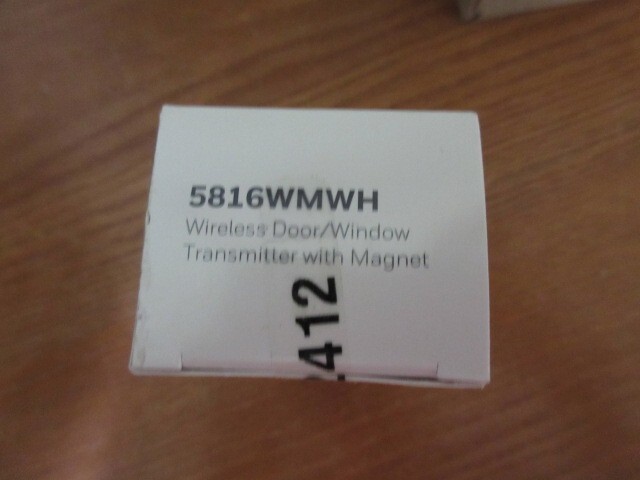 5816WMWH
Wireless Door/Window
Transmitter with Magnet
412